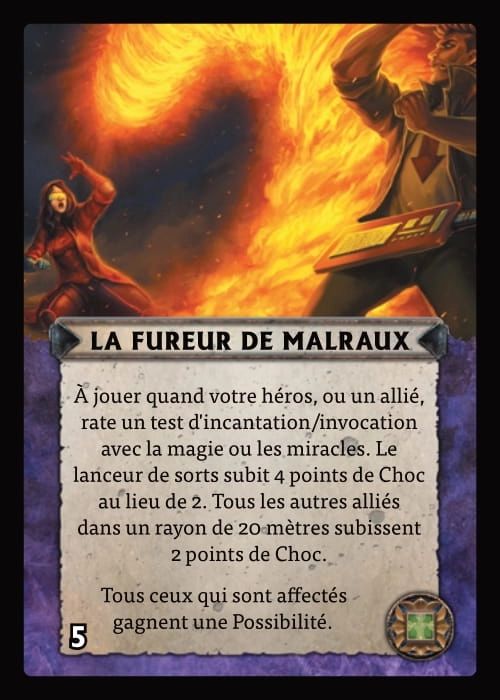 LA FUREUR DE MALRAUX
À jouer quand votre héros, ou un allié,
rate un test d'incantation/invocation
avec la magie ou les miracles. Le
lanceur de sorts subit 4 points de Choc
au lieu de 2. Tous les autres alliés
dans un rayon de 20 mètres subissent
2 points de Choc.
Tous ceux qui sont affectés
gagnent une Possibilité.
5